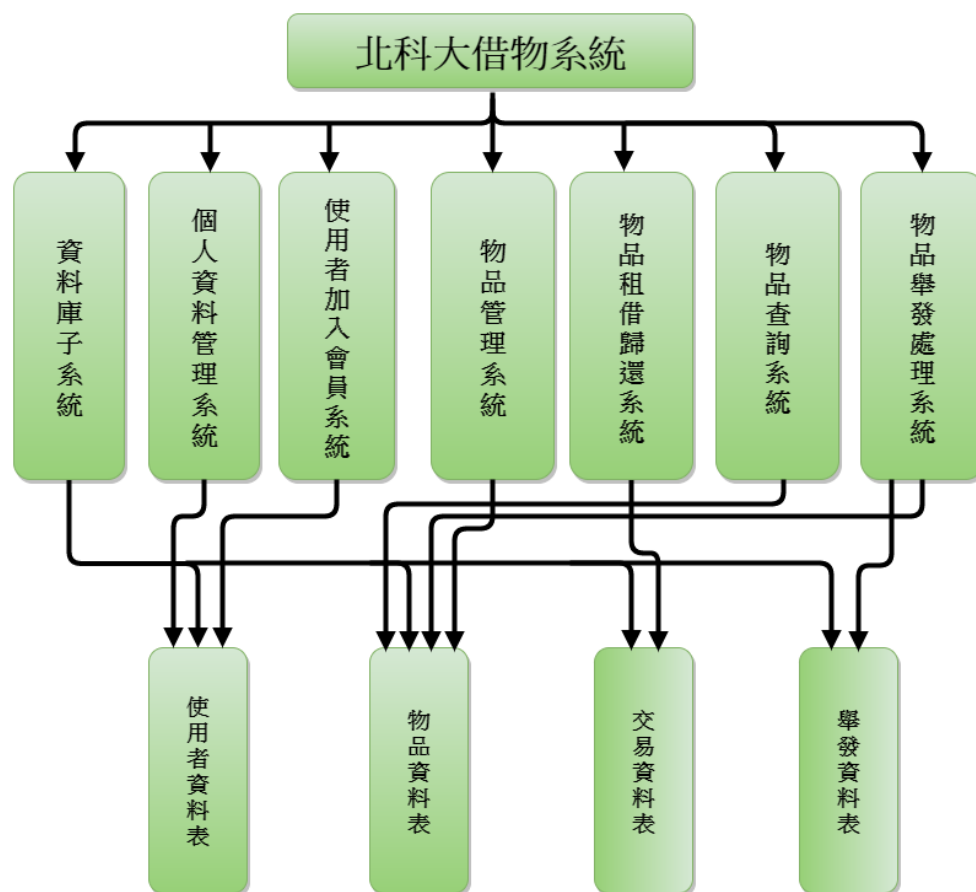 北科大借物系統
資料庫子系統
個人資料管理系統
使用者加入會員系統
物品管理系統
物品租借歸還系統
物品查詢系統
物品舉發處理系統
使用者資料表
物品資料表
交易資料表
舉發資料表